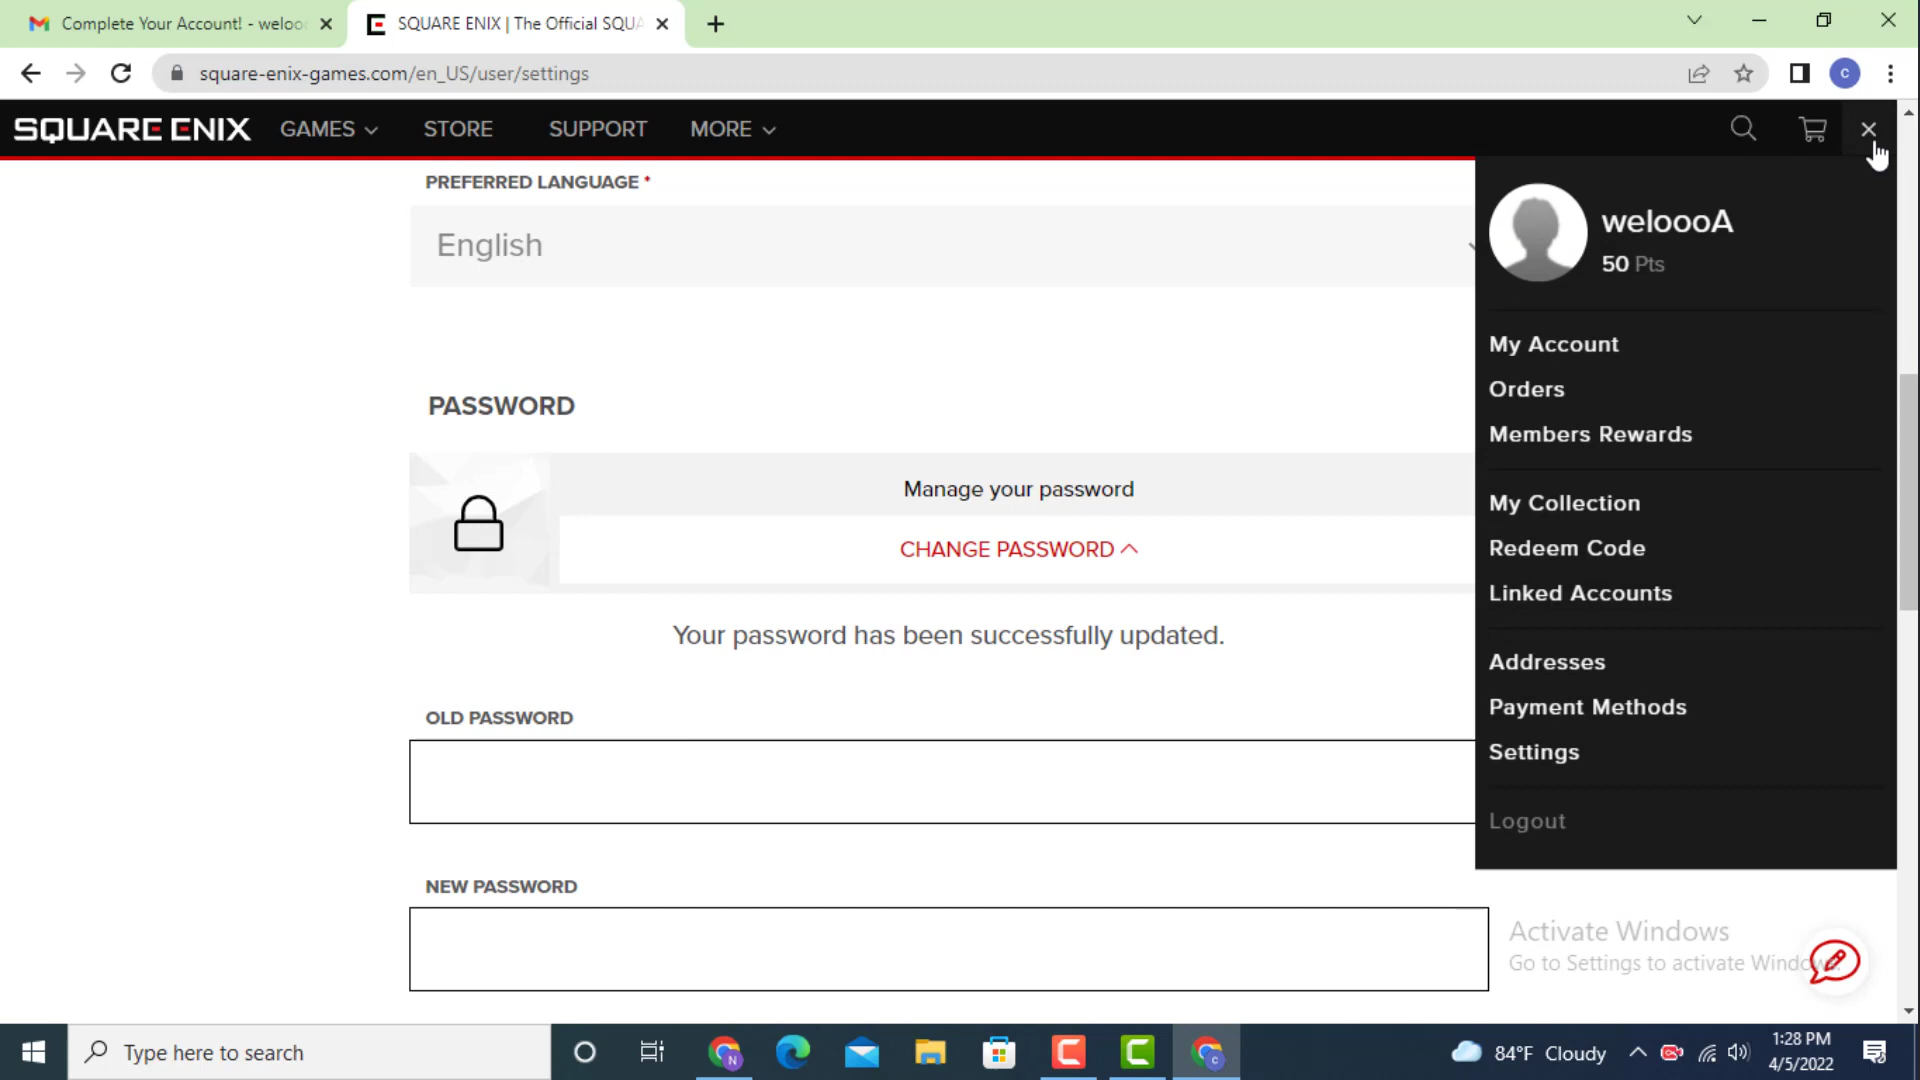 Complete Your Account! - weloo
SQUARE ENIX | The Official SQUA
square-enix-games.com/en_US/user/settings
C
SQUARE ENIX
GAMES
STORE
SUPPORT
MORE
PREFERRED LANGUAGE *
English
weloooA
50 Pts
My Account
Orders
Members Rewards
My Collection
Redeem Code
Linked Accounts
Addresses
Payment Methods
Settings
Logout
PASSWORD
Manage your password
CHANGE PASSWORD
Your password has been successfully updated.
OLD PASSWORD
NEW PASSWORD
Activate Windows
Go to Settings to activate Windows.
Type here to search
N
C
84°F Cloudy
1:28 PM
4/5/2022